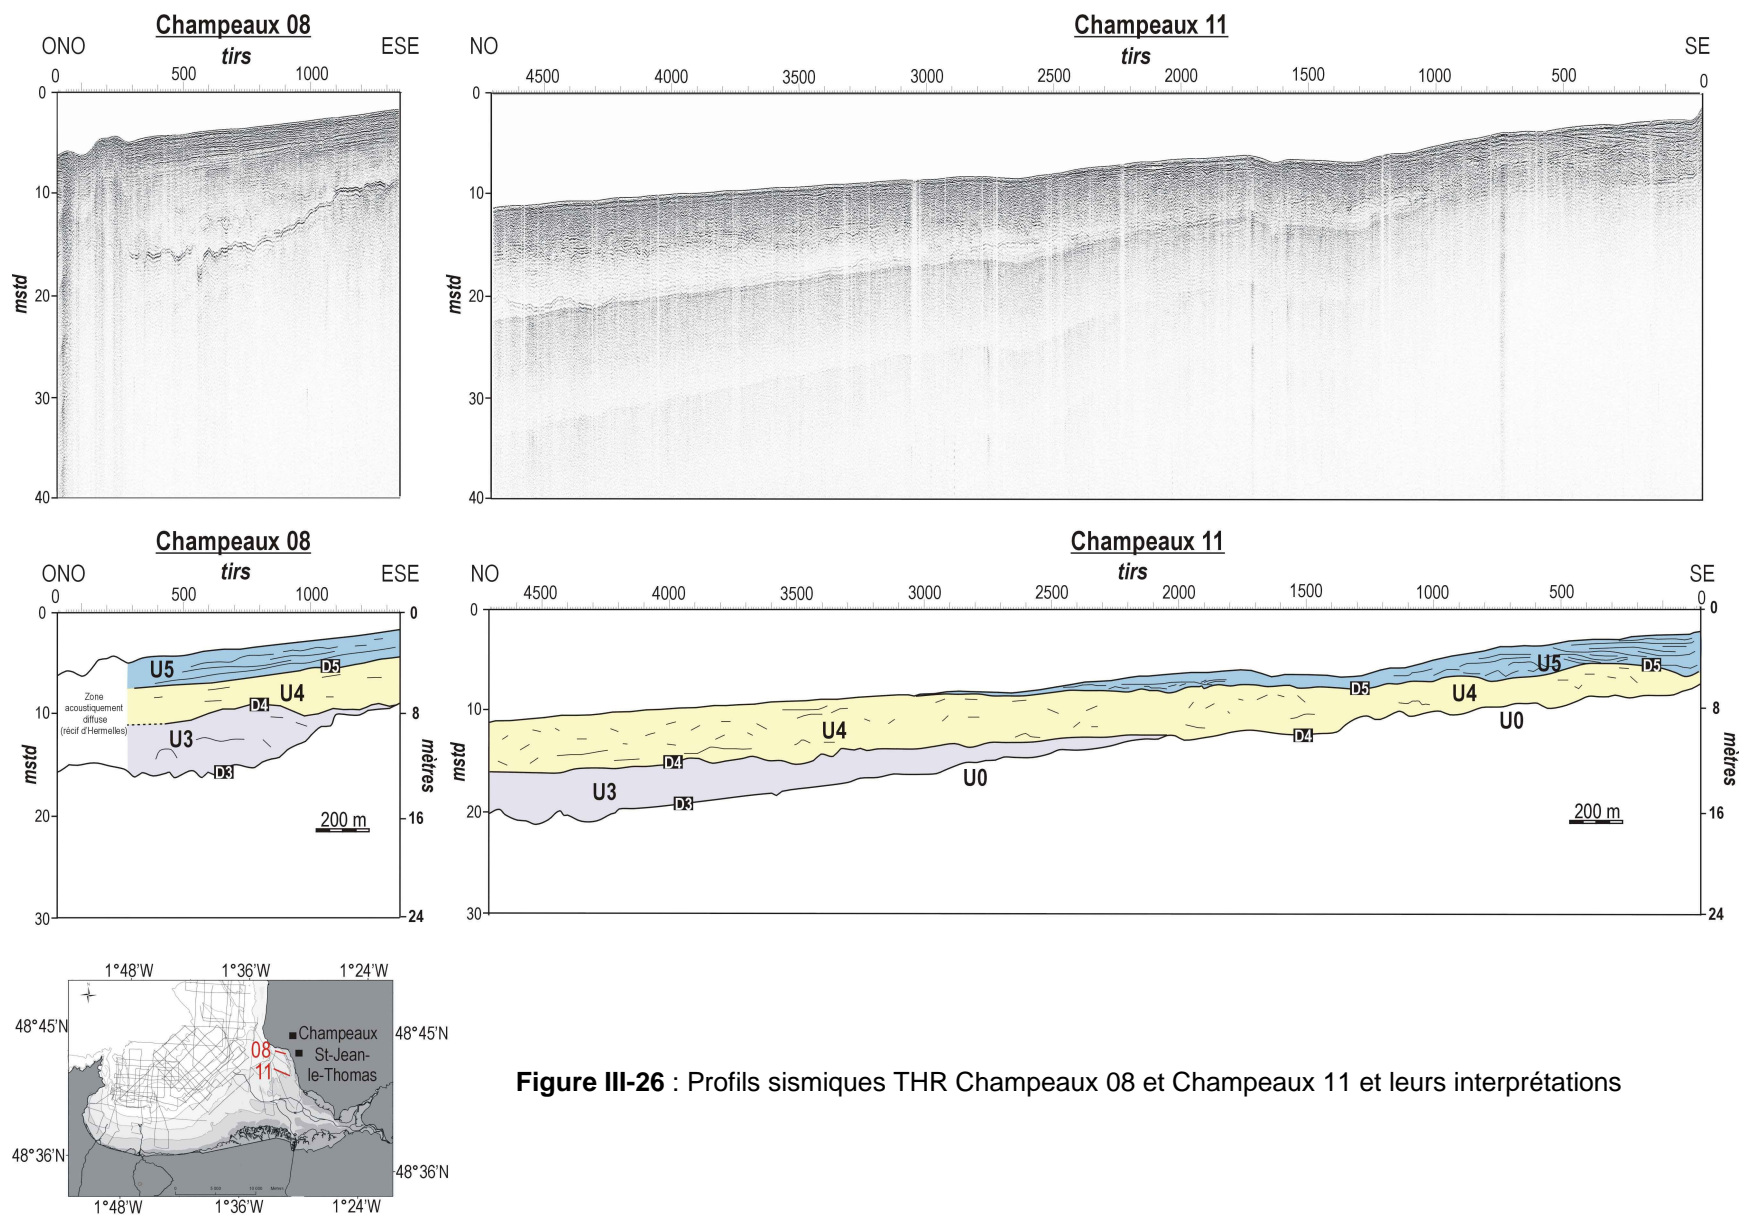 Champeaux 08
ONO tirs ESE
0 500 1000
0
10
20
30
40
mstd
Champeaux 11
NO tirs SE
4500 4000 3500 3000 2500 2000 1500 1000 500 0
0
10
20
30
40
mstd
Champeaux 08
ONO tirs ESE
0 500 1000
0
10
20
30
mstd
0
8
16
24
mètres
U5
D5
U4
D4
U3
D3
Zone
acoustiquement
diffuse
(récif d'Hermelles)
200 m
Champeaux 11
NO tirs SE
4500 4000 3500 3000 2500 2000 1500 1000 500 0
0
10
20
30
mstd
0
8
16
24
mètres
U5
D5
D5
U4
U4
D4
D4
U3
D3
U0
U0
200 m
1°48'W 1°36'W 1°24'W
48°45'N
48°45'N
Champeaux
08
St-Jean-
le-Thomas
11
48°36'N
48°36'N
1°48'W 1°36'W 1°24'W
Figure III-26 : Profils sismiques THR Champeaux 08 et Champeaux 11 et leurs interprétations